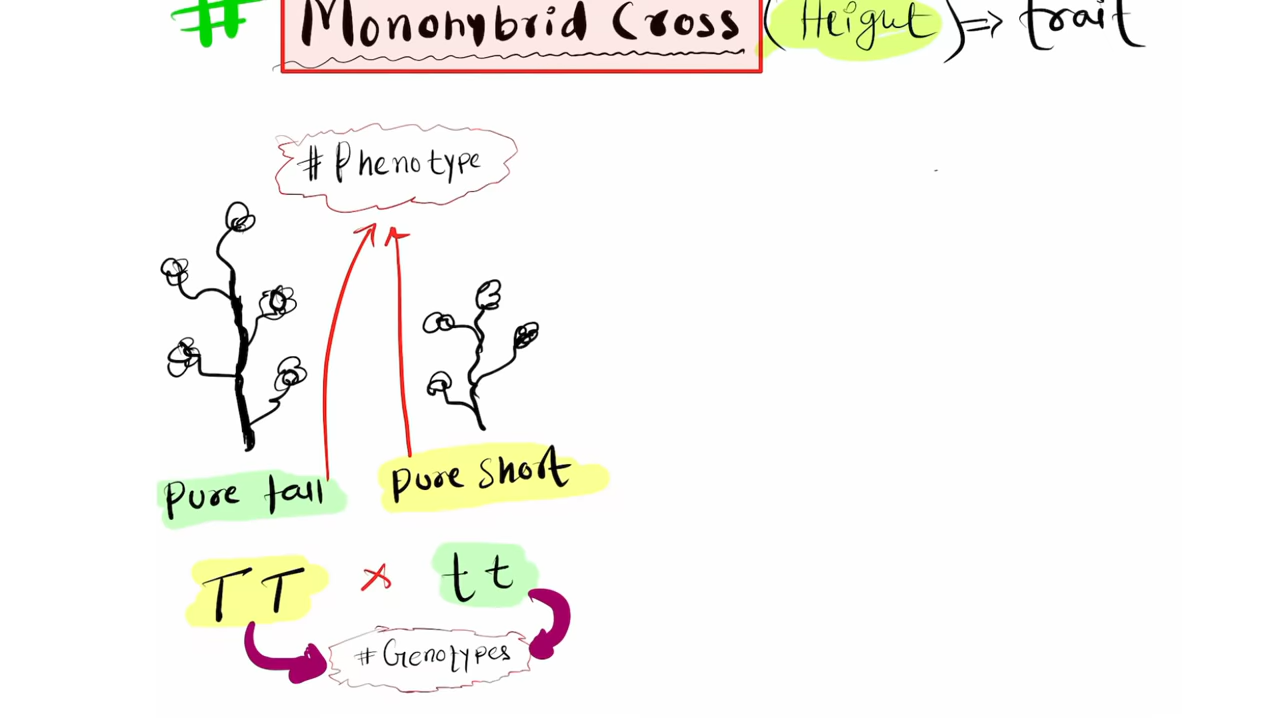 # Monohybrid Cross (Height) => trait
# Phenotype
Pure tall
Pure Short
TT × tt
# Genotypes